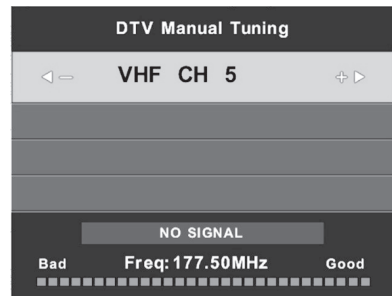 DTV Manual Tuning
VHF CH 5
NO SIGNAL
Bad Freq:177.50MHz Good